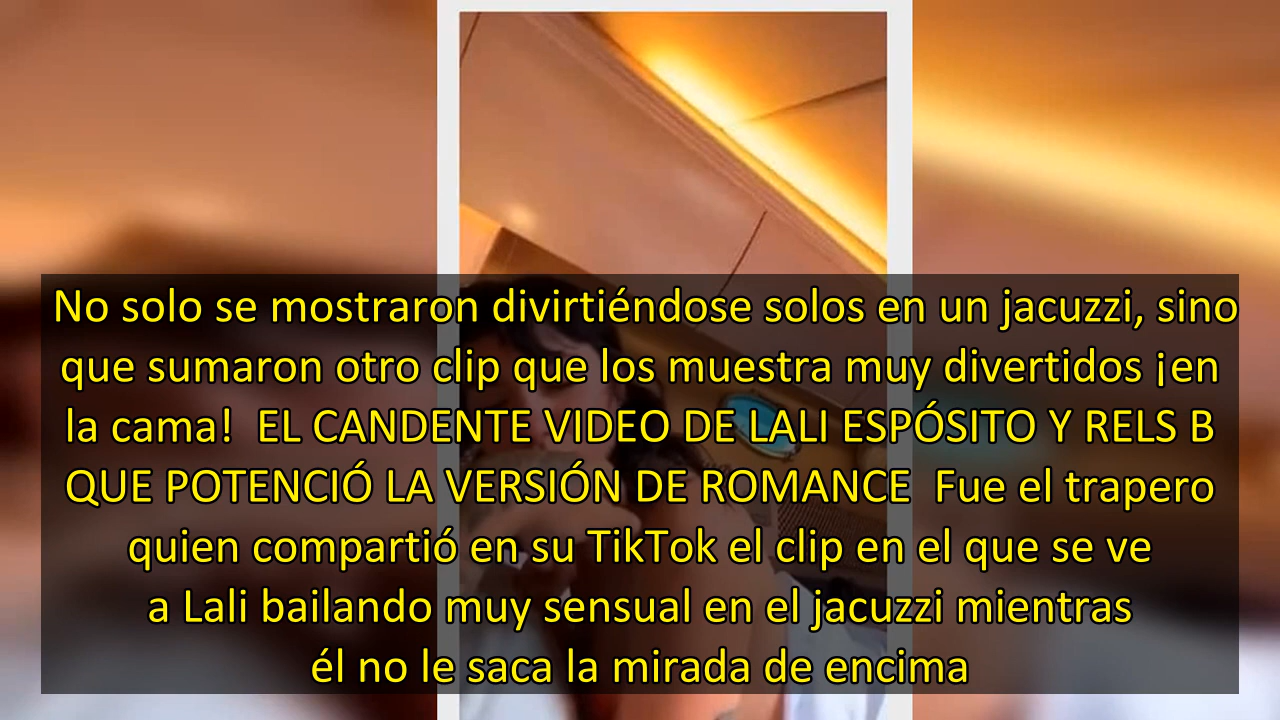 No solo se mostraron divirtiéndose solos en un jacuzzi, sino
que sumaron otro clip que los muestra muy divertidos ¡en
la cama!  EL CANDENTE VIDEO DE LALI ESPÓSITO Y RELS B
QUE POTENCIÓ LA VERSIÓN DE ROMANCE  Fue el trapero
quien compartió en su TikTok el clip en el que se ve
a Lali bailando muy sensual en el jacuzzi mientras
él no le saca la mirada de encima